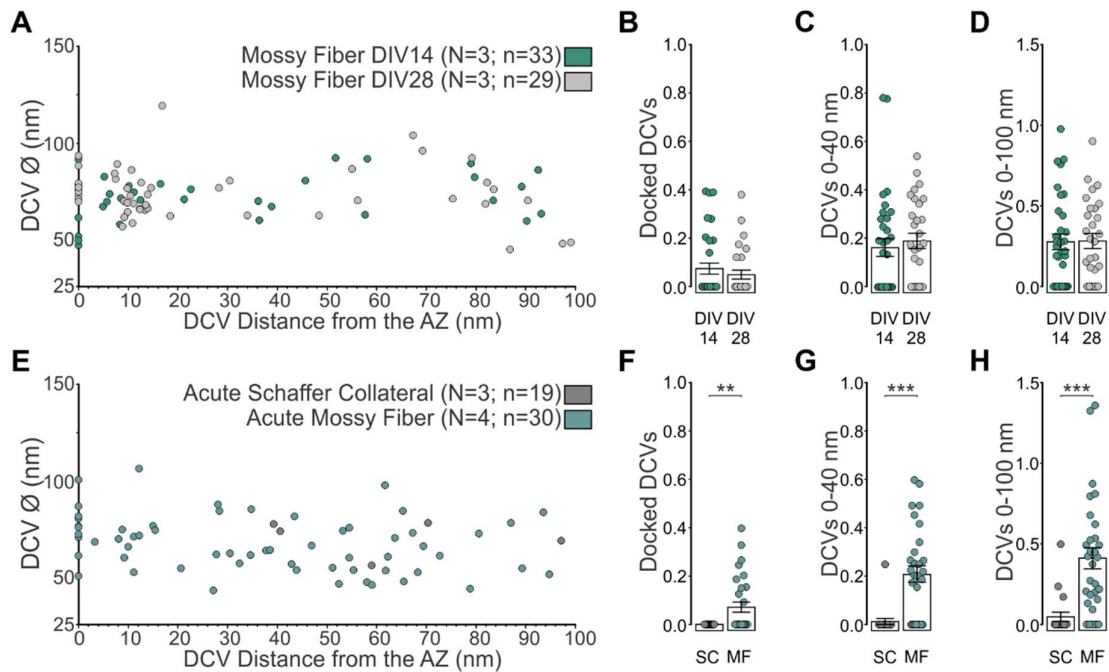 A
150
100
50
25
DCV Ø (nm)
Mossy Fiber DIV14 (N=3; n=33)
Mossy Fiber DIV28 (N=3; n=29)
0 10 20 30 40 50 60 70 80 90 100
DCV Distance from the AZ (nm)
B
Docked DCVs
1.0
0.8
0.6
0.4
0.2
0.0
DIV DIV
14 28
C
DCVs 0-40 nm
1.0
0.8
0.6
0.4
0.2
0.0
DIV DIV
14 28
D
DCVs 0-100 nm
1.5
1.0
0.5
0.0
DIV DIV
14 28
E
150
100
50
25
DCV Ø (nm)
Acute Schaffer Collateral (N=3; n=19)
Acute Mossy Fiber (N=4; n=30)
0 10 20 30 40 50 60 70 80 90 100
DCV Distance from the AZ (nm)
F
Docked DCVs
1.0
0.8
0.6
0.4
0.2
0.0
**
SC MF
G
DCVs 0-40 nm
1.0
0.8
0.6
0.4
0.2
0.0
***
SC MF
H
DCVs 0-100 nm
1.5
1.0
0.5
0.0
***
SC MF